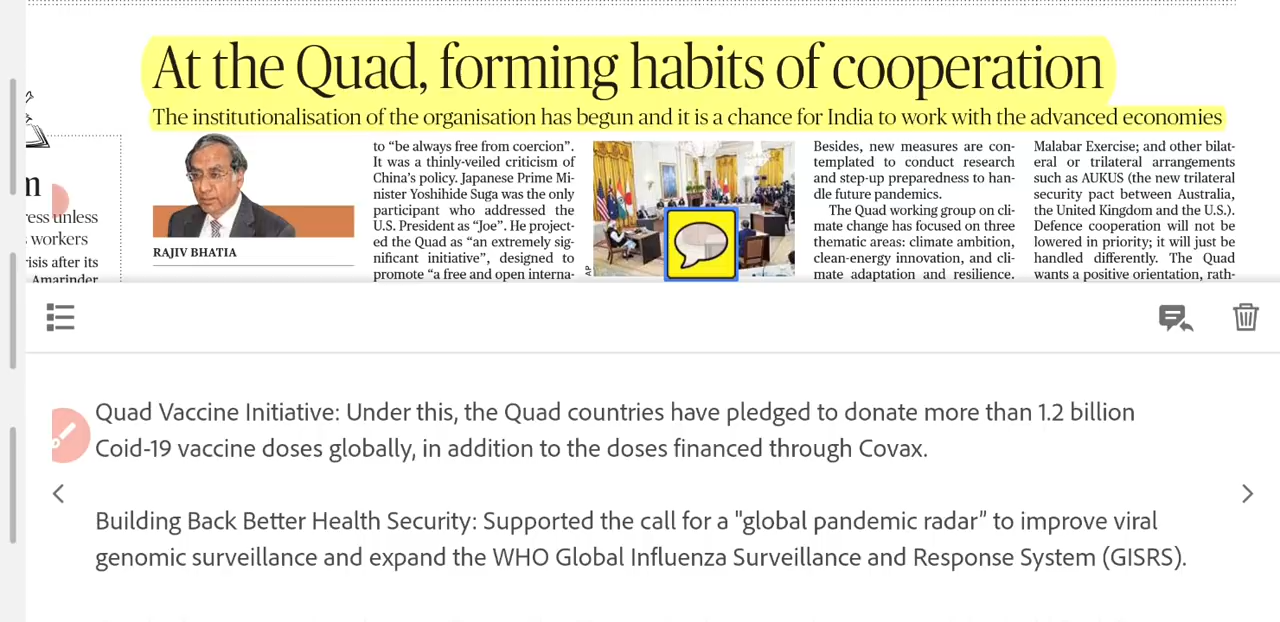 At the Quad, forming habits of cooperation
The institutionalisation of the organisation has begun and it is a chance for India to work with the advanced economies
m
ress unless
workers
risis after its
Amarinder
RAJIV BHATIA
to “be always free from coercion”.
It was a thinly-veiled criticism of
China’s policy. Japanese Prime Mi-
nister Yoshihide Suga was the only
participant who addressed the
U.S. President as “Joe”. He project-
ed the Quad as “an extremely sig-
nificant initiative”, designed to
promote “a free and open interna-
AP
Besides, new measures are con-
templated to conduct research
and step-up preparedness to han-
dle future pandemics.
The Quad working group on cli-
mate change has focused on three
thematic areas: climate ambition,
clean-energy innovation, and cli-
mate adaptation and resilience.
Malabar Exercise; and other bilat-
eral or trilateral arrangements
such as AUKUS (the new trilateral
security pact between Australia,
the United Kingdom and the U.S.).
Defence cooperation will not be
lowered in priority; it will just be
handled differently. The Quad
wants a positive orientation, rath-
Quad Vaccine Initiative: Under this, the Quad countries have pledged to donate more than 1.2 billion
Coid-19 vaccine doses globally, in addition to the doses financed through Covax.
Building Back Better Health Security: Supported the call for a "global pandemic radar” to improve viral
genomic surveillance and expand the WHO Global Influenza Surveillance and Response System (GISRS).